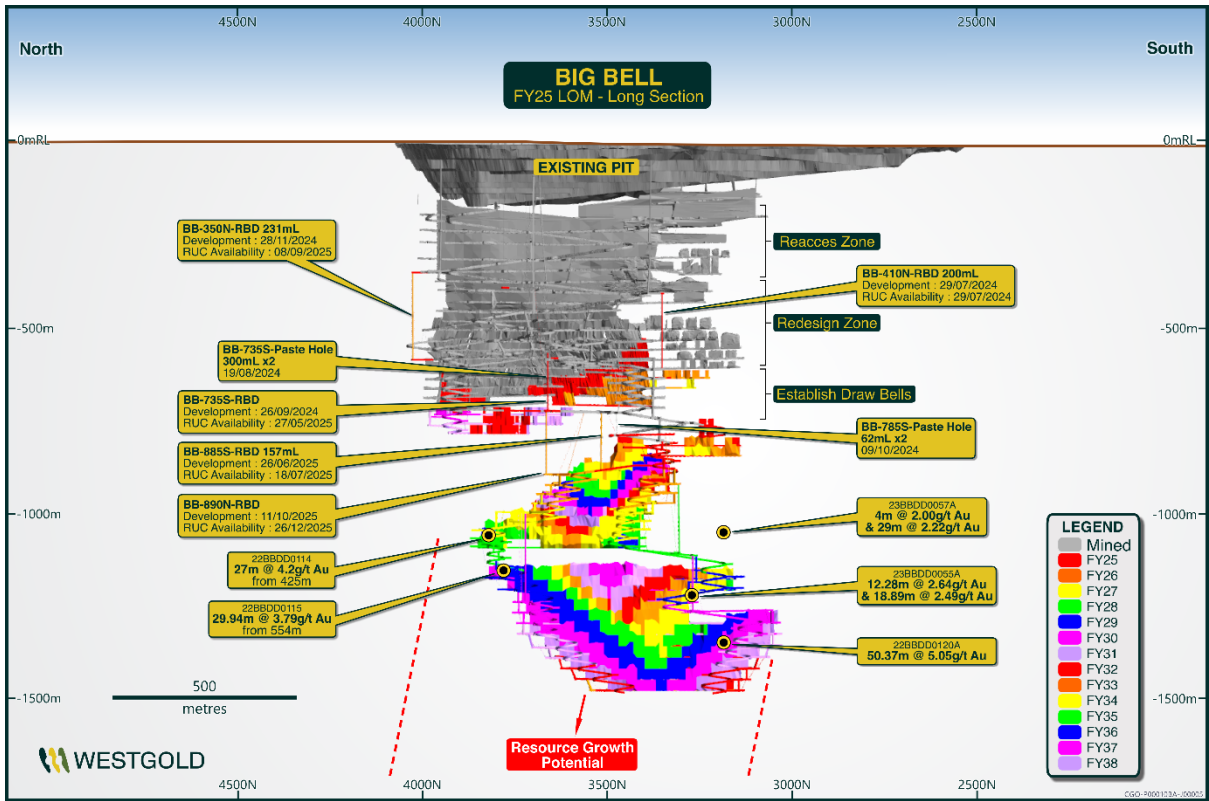 4500N 4000N 3500N 3000N 2500N
North
South
BIG BELL
FY25 LOM - Long Section
0mRL
0mRL
EXISTING PIT
BB-350N-RBD 231mL
Development : 28/11/2024
RUC Availability : 08/09/2025
Reacces Zone
BB-410N-RBD 200mL
Development : 29/07/2024
RUC Availability : 29/07/2024
-500m
-500m
Redesign Zone
BB-735S-Paste Hole
300mL x2
19/08/2024
Establish Draw Bells
BB-735S-RBD
Development : 26/09/2024
RUC Availability : 27/05/2025
BB-785S-Paste Hole
62mL x2
09/10/2024
BB-885S-RBD 157mL
Development : 26/06/2025
RUC Availability : 18/07/2025
BB-890N-RBD
Development : 11/10/2025
RUC Availability : 26/12/2025
-1000m
-1000m
23BBDD0057A
4m @ 2.00g/t Au
& 29m @ 2.22g/t Au
22BBDD0114
27m @ 4.2g/t Au
from 425m
23BBDD0055A
12.28m @ 2.64g/t Au
& 18.89m @ 2.49g/t Au
22BBDD0115
29.94m @ 3.79g/t Au
from 554m
22BBDD0120A
50.37m @ 5.05g/t Au
LEGEND
Mined
FY25
FY26
FY27
FY28
FY29
FY30
FY31
FY32
FY33
FY34
FY35
FY36
FY37
FY38
-1500m
-1500m
500
metres
Resource Growth
Potential
WESTGOLD
4500N 4000N 3500N 3000N 2500N